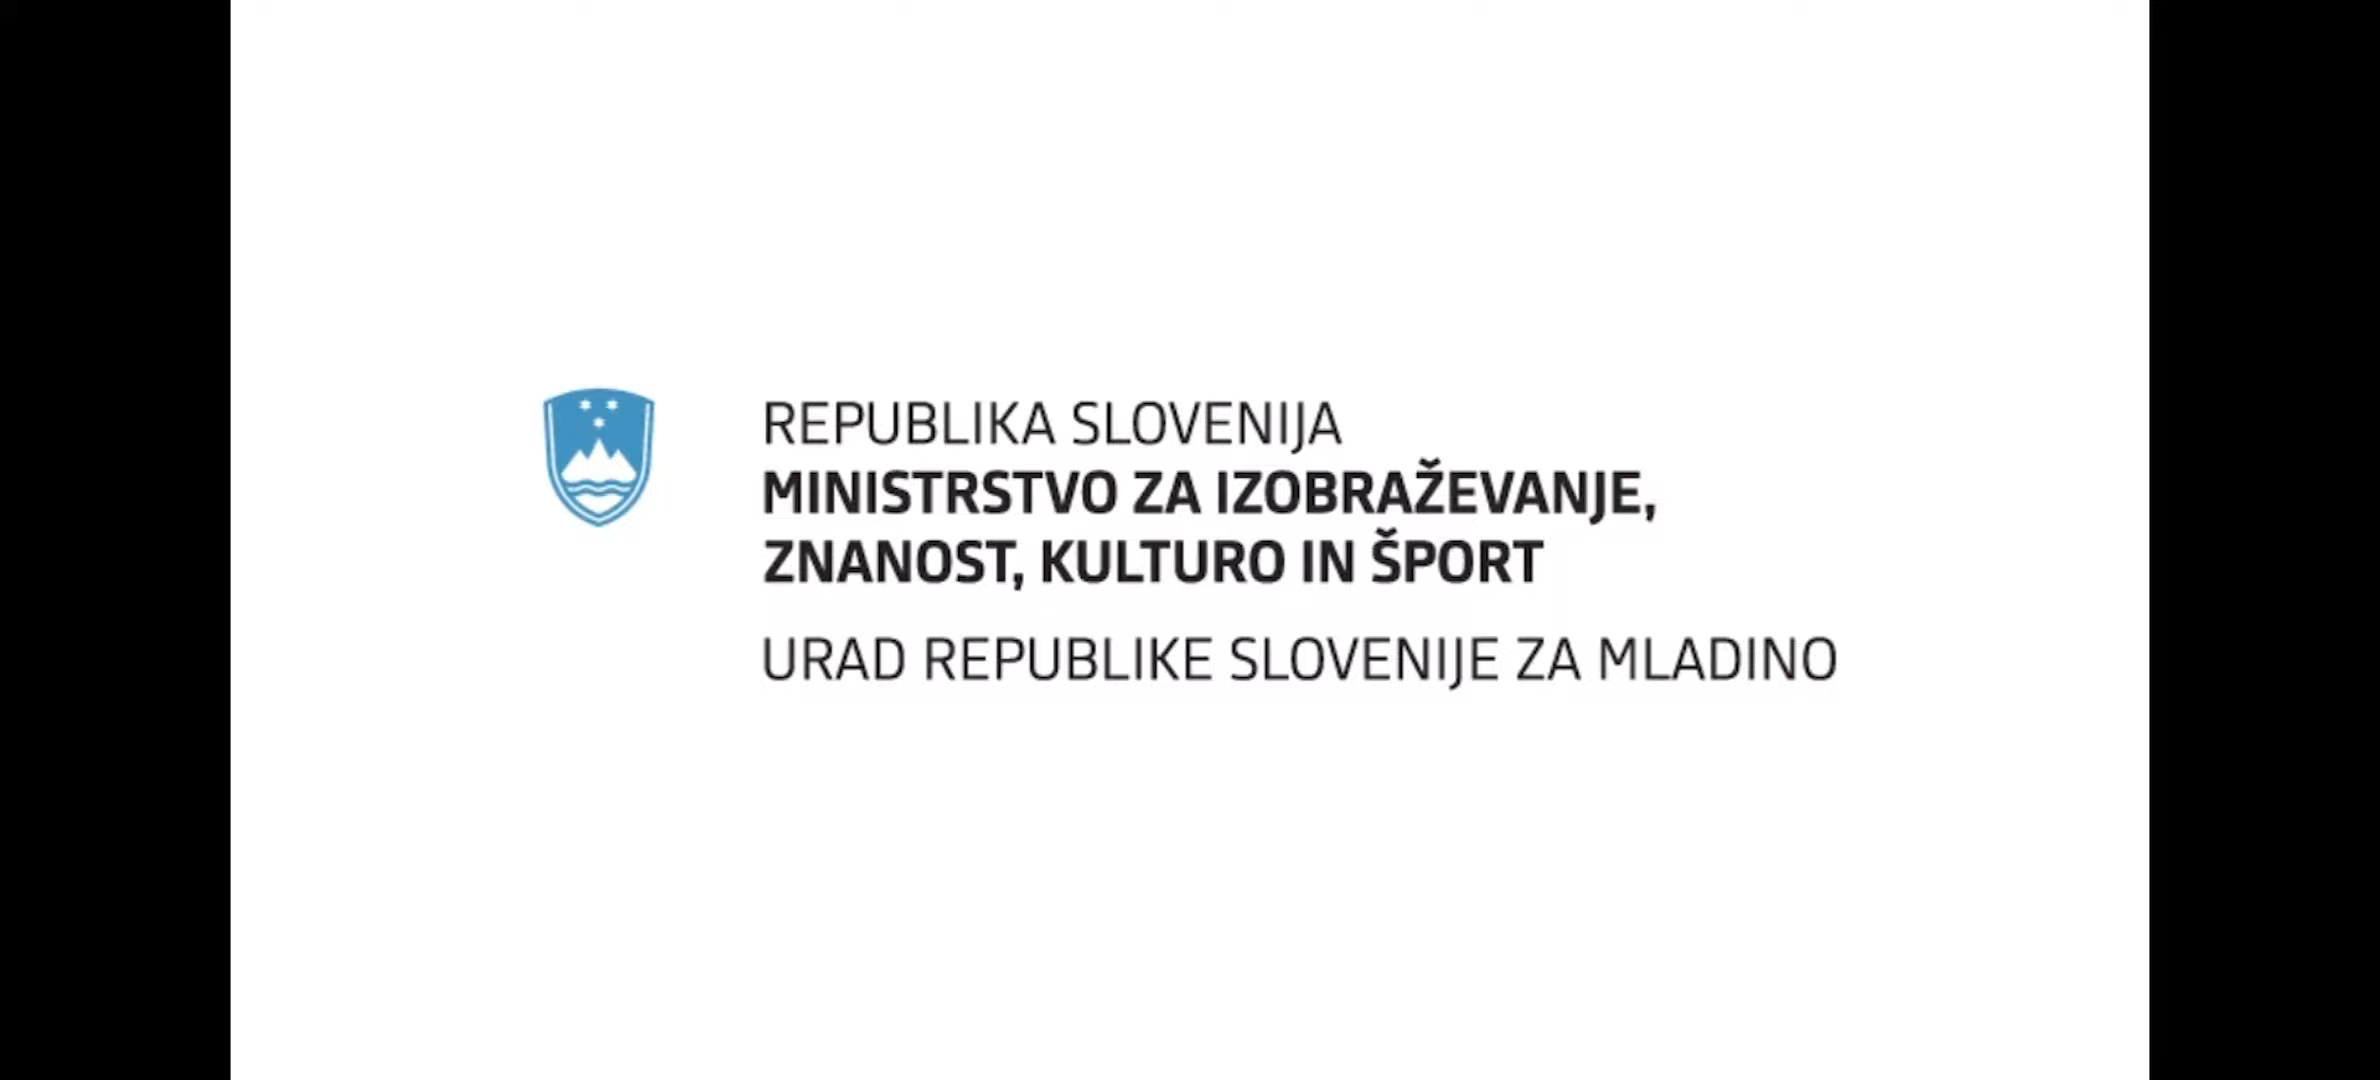 REPUBLIKA SLOVENIJA
MINISTRSTVO ZA IZOBRAŽEVANJE,
ZNANOST, KULTURO IN ŠPORT
URAD REPUBLIKE SLOVENIJE ZA MLADINO